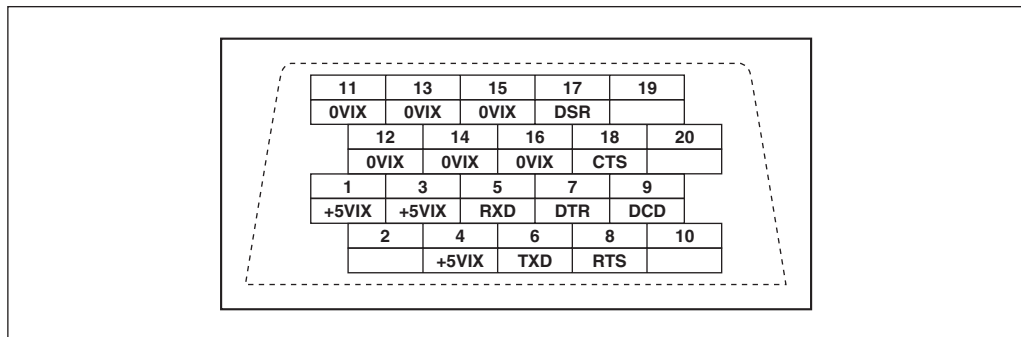 11 13 15 17 19
0VIX 0VIX 0VIX DSR
12 14 16 18 20
0VIX 0VIX 0VIX CTS
1 3 5 7 9
+5VIX +5VIX RXD DTR DCD
2 4 6 8 10
+5VIX TXD RTS